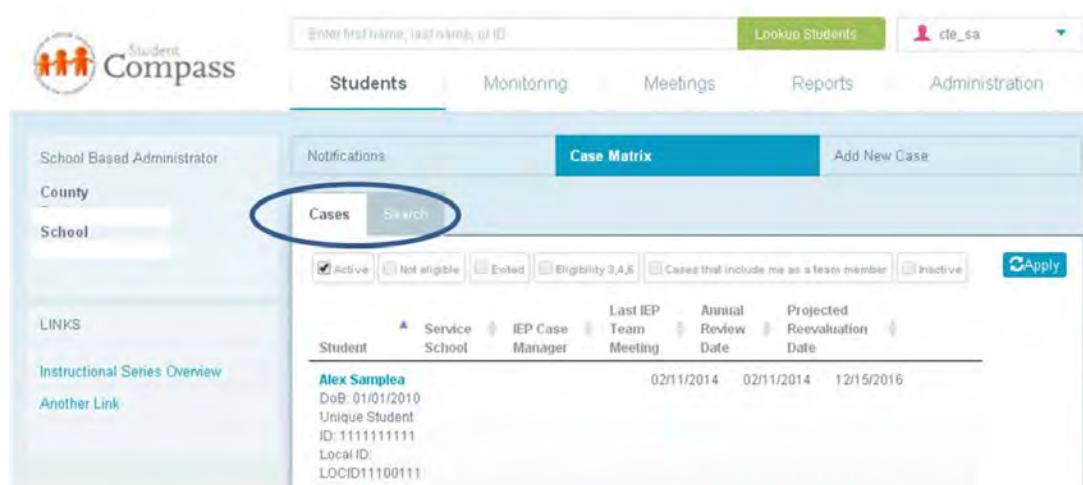 Student
Compass
Enter first name, last name, or ID
Lookup Students
cte_sa
Students Monitoring Meetings Reports Administration
School Based Administrator
County
School
LINKS
Instructional Series Overview
Another Link
Notifications Case Matrix Add New Case
Cases Search
Active Not eligible Exited Eligibility 3,4,6 Cases that include me as a team member Inactive Apply
Student Service School IEP Case Manager Last IEP Team Meeting Annual Review Date Projected Reevaluation Date
Alex Samplea 02/11/2014 02/11/2014 12/15/2016
DoB: 01/01/2010
Unique Student
ID: 1111111111
Local ID:
LOCID11100111